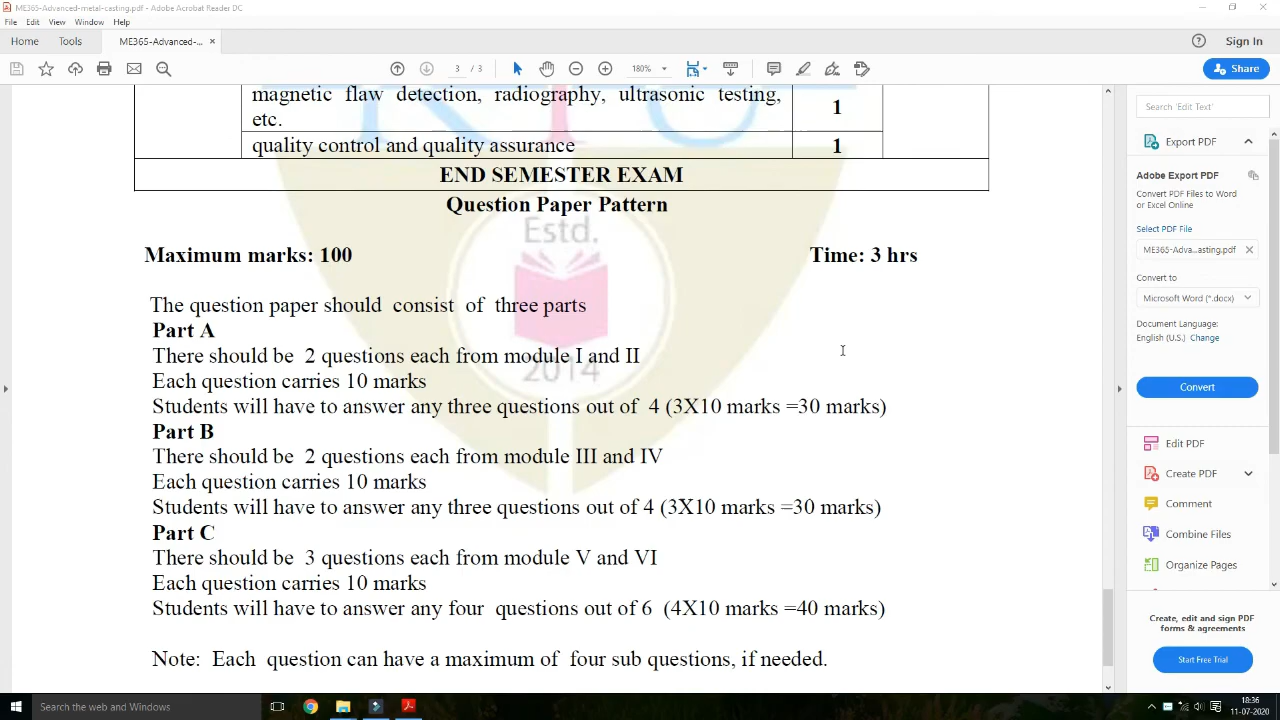 ME365-Advanced-metal-casting.pdf - Adobe Acrobat Reader DC
File Edit View Window Help
Home Tools ME365-Advanced-... × Sign In
3 / 3 180% Share
magnetic flaw detection, radiography, ultrasonic testing, etc. 1
quality control and quality assurance 1
END SEMESTER EXAM
Question Paper Pattern
Estd.
Maximum marks: 100 Time: 3 hrs
The question paper should consist of three parts
Part A
There should be 2 questions each from module I and II
2014
Each question carries 10 marks
Students will have to answer any three questions out of 4 (3X10 marks =30 marks)
Part B
There should be 2 questions each from module III and IV
Each question carries 10 marks
Students will have to answer any three questions out of 4 (3X10 marks =30 marks)
Part C
There should be 3 questions each from module V and VI
Each question carries 10 marks
Students will have to answer any four questions out of 6 (4X10 marks =40 marks)
Note: Each question can have a maximum of four sub questions, if needed.
Search 'Edit Text'
Export PDF
Adobe Export PDF
Convert PDF Files to Word
or Excel Online
Select PDF File
ME365-Adva...asting.pdf ×
Convert to
Microsoft Word (*.docx)
Document Language:
English (U.S.) Change
Convert
Edit PDF
Create PDF
Comment
Combine Files
Organize Pages
Create, edit and sign PDF
forms & agreements
Start Free Trial
Search the web and Windows
18:36
11-07-2020